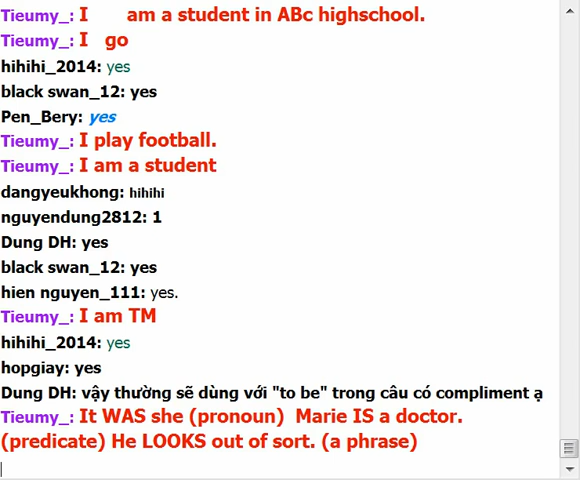 Tieumy_: I am a student in ABc highschool.
Tieumy_: I go
hihihi_2014: yes
black swan_12: yes
Pen_Bery: yes
Tieumy_: I play football.
Tieumy_: I am a student
dangyeukhong: hihihi
nguyendung2812: 1
Dung DH: yes
black swan_12: yes
hien nguyen_111: yes.
Tieumy_: I am TM
hihihi_2014: yes
hopgiay: yes
Dung DH: vậy thường sẽ dùng với "to be" trong câu có compliment ạ
Tieumy_: It WAS she (pronoun) Marie IS a doctor.
(predicate) He LOOKS out of sort. (a phrase)